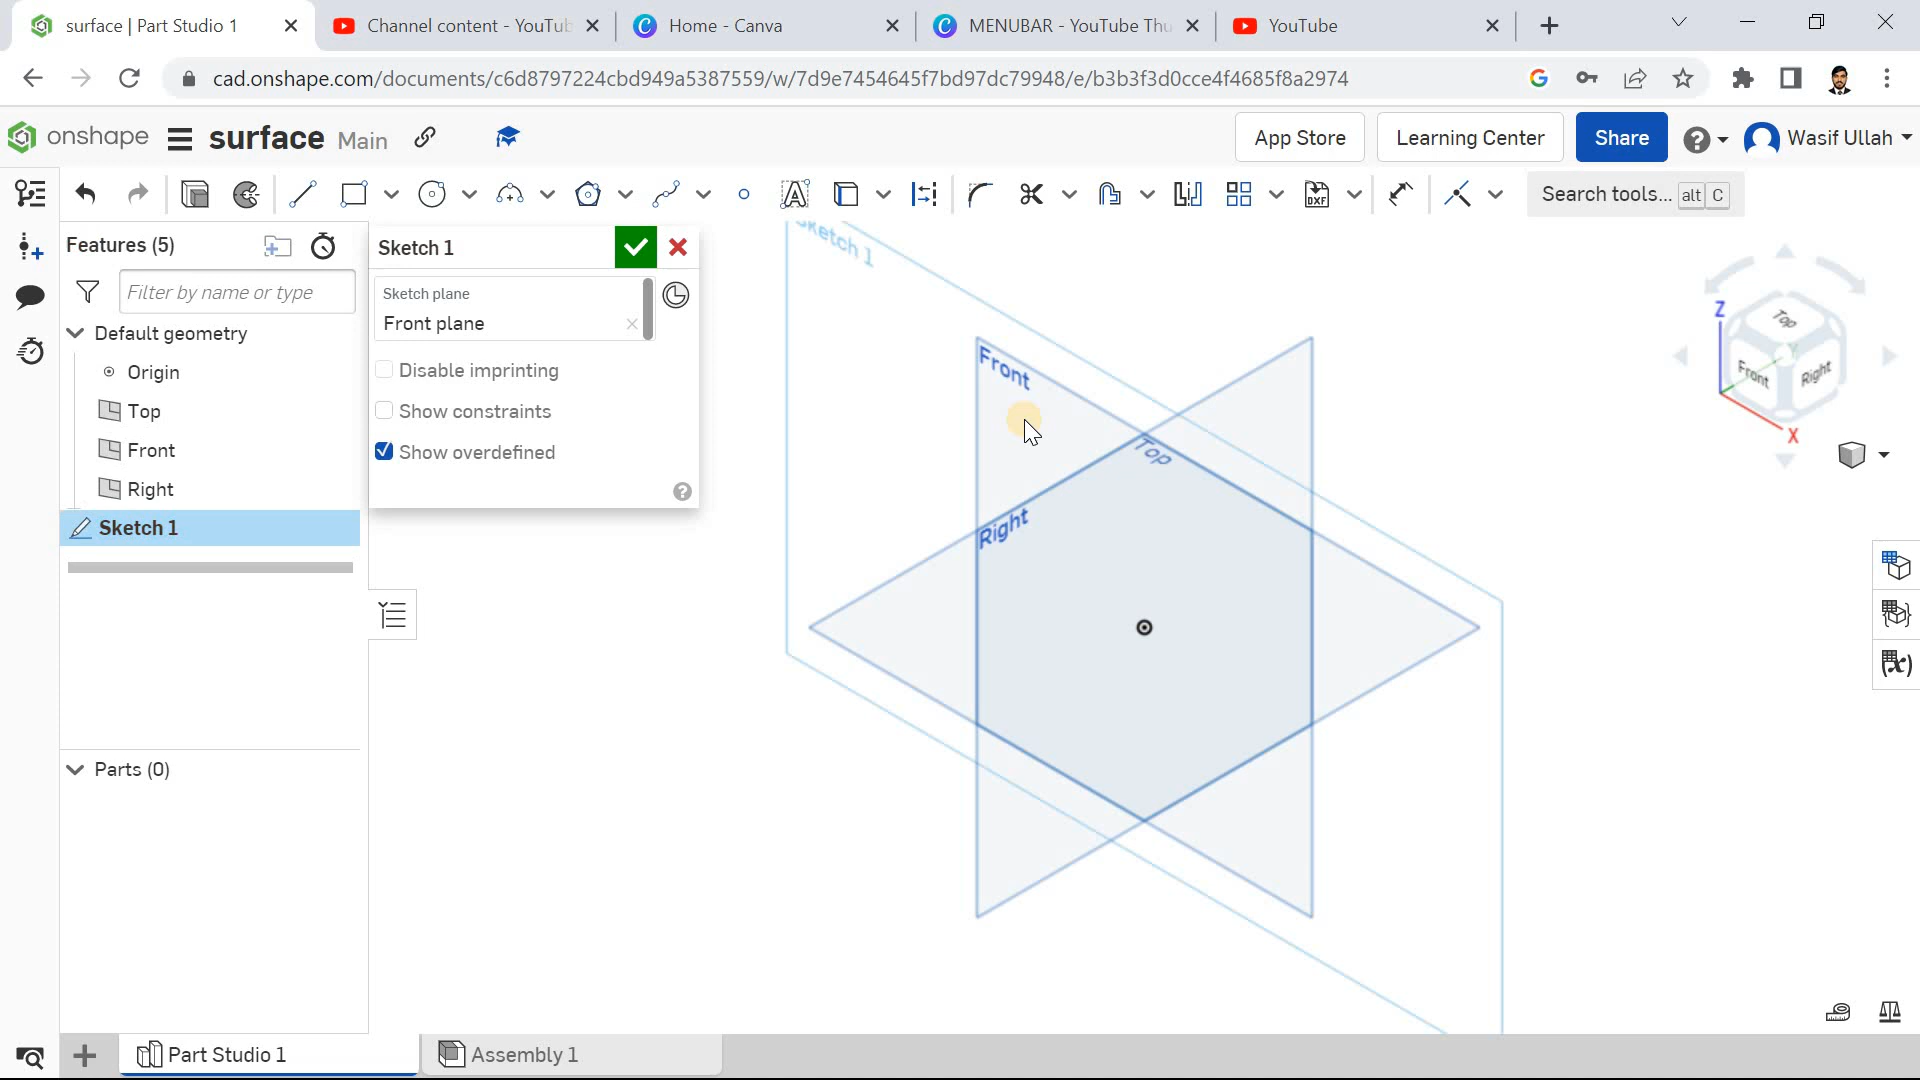 surface | Part Studio 1
Channel content - YouTub
Home - Canva
MENUBAR - YouTube Thu
YouTube
cad.onshape.com/documents/c6d8797224cbd949a5387559/w/7d9e7454645f7bd97dc79948/e/b3b3f3d0cce4f4685f8a2974
onshape
surface Main
App Store
Learning Center
Share
Wasif Ullah
Search tools... alt C
Features (5)
Filter by name or type
Default geometry
Origin
Top
Front
Right
Sketch 1
Parts (0)
Sketch 1
Sketch plane
Front plane
Disable imprinting
Show constraints
Show overdefined
Sketch 1
Front
Top
Right
Z
Top
Y
Front
Right
X
DXF
(x)
Part Studio 1
Assembly 1